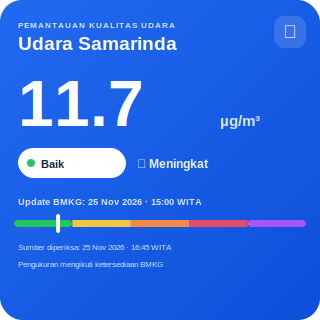 PEMANTAUAN KUALITAS UDARA
Udara Samarinda
11.7
µg/m³
Baik
Meningkat
Update BMKG: 25 Nov 2026 · 15:00 WITA
Sumber diperiksa: 25 Nov 2026 · 16:45 WITA
Pengukuran mengikuti ketersediaan BMKG